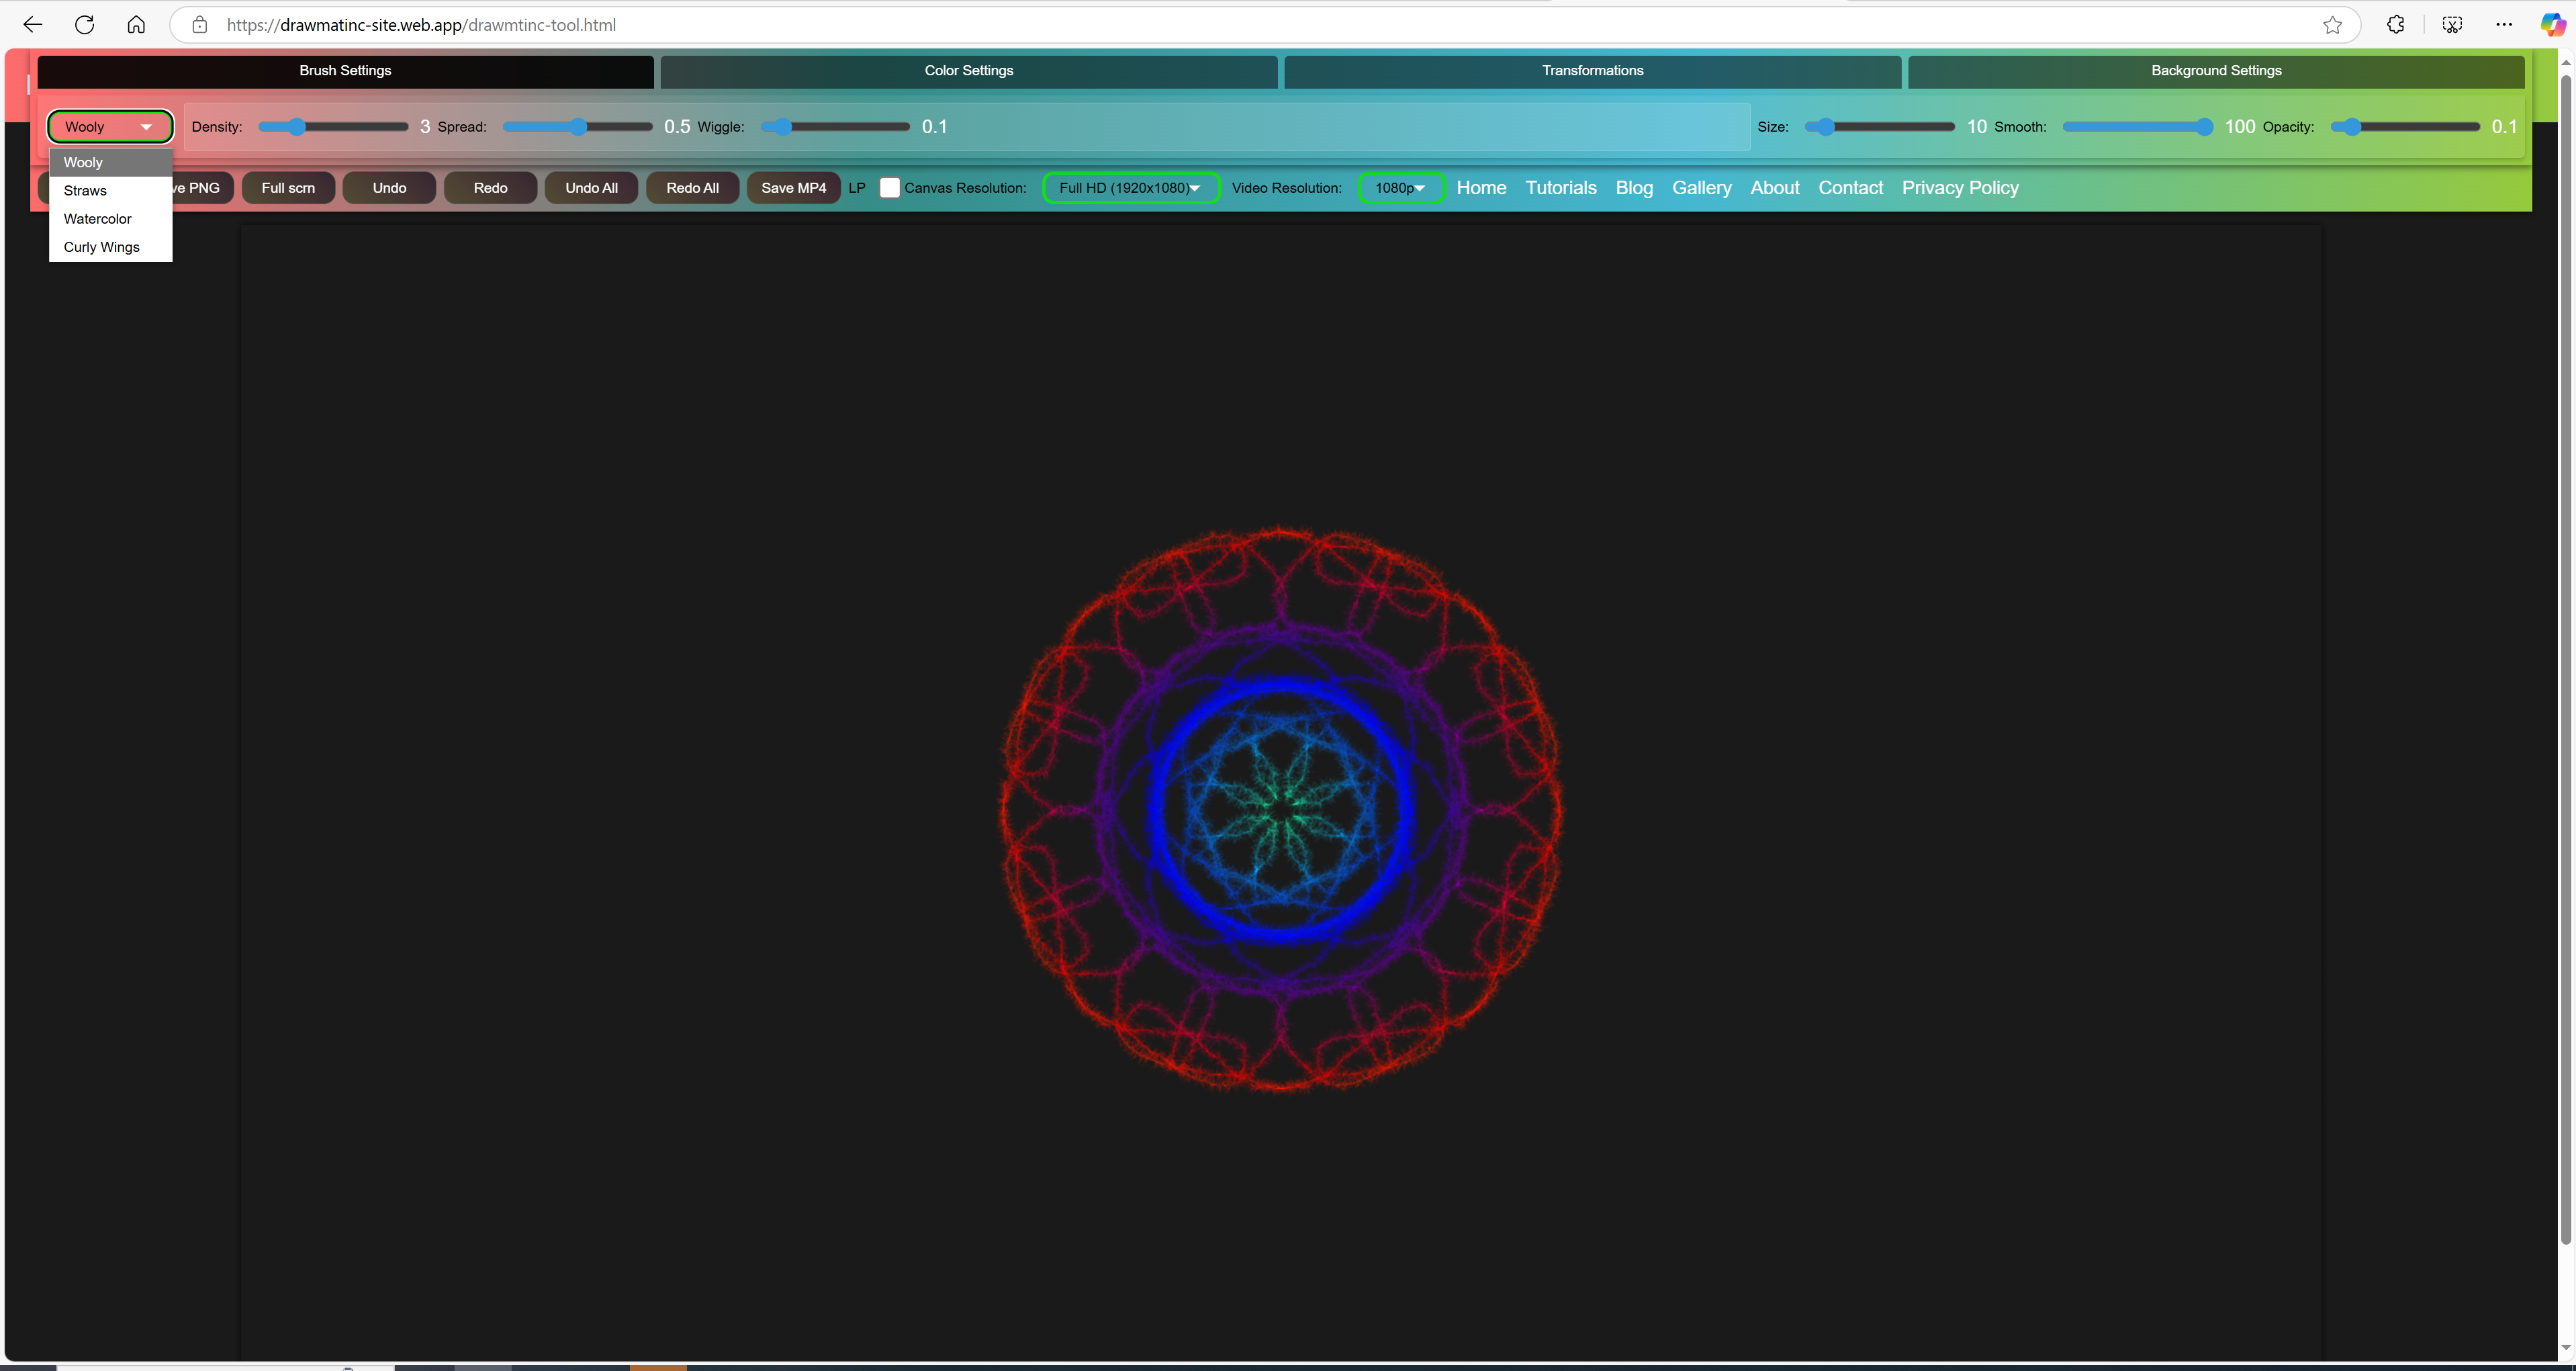 https://drawmatinc-site.web.app/drawmtinc-tool.html
Brush Settings
Color Settings
Transformations
Background Settings
Wooly
Density: 3 Spread: 0.5 Wiggle: 0.1
Size: 10 Smooth: 100 Opacity: 0.1
Wooly
Straws
Watercolor
Curly Wings
PNG Full scrn Undo Redo Undo All Redo All Save MP4 LP Canvas Resolution: Full HD (1920x1080) Video Resolution: 1080p Home Tutorials Blog Gallery About Contact Privacy Policy